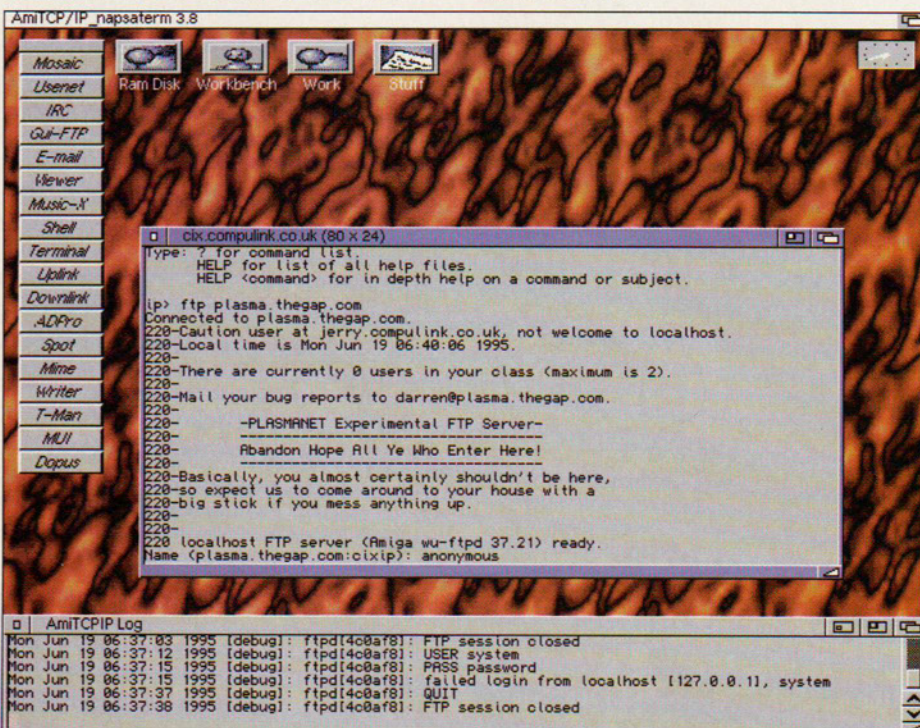 AmiTCP/IP_napsaterm 3.8
Mosaic
Usenet
IRC
Gui-FTP
E-mail
Viewer
Music-X
Shell
Terminal
Uplink
Downlink
ADPro
Spot
Mime
Writer
T-Man
MUI
Dopus
Ram Disk Workbench Work Stuff
cix.compulink.co.uk (80 x 24)
Type: ? for command list.
HELP for list of all help files.
HELP <command> for in depth help on a command or subject.
ip> ftp plasma.thegap.com
Connected to plasma.thegap.com.
220-Caution user at jerry.compulink.co.uk, not welcome to localhost.
220-Local time is Mon Jun 19 06:40:06 1995.
220-
220-There are currently 0 users in your class (maximum is 2).
220-
220-Mail your bug reports to darren@plasma.thegap.com.
220-
220- -PLASMANET Experimental FTP Server-
220- -----------------------------------
220- Abandon Hope All Ye Who Enter Here!
220- -----------------------------------
220-Basically, you almost certainly shouldn't be here,
220-so expect us to come around to your house with a
220-big stick if you mess anything up.
220-
220-
220 localhost FTP server (Amiga wu-ftpd 37.21) ready.
Name (plasma.thegap.com:cixip): anonymous
AmiTCPIP Log
Mon Jun 19 06:37:03 1995 [debug]: ftpd[4c0af8]: FTP session closed
Mon Jun 19 06:37:12 1995 [debug]: ftpd[4c0af8]: USER system
Mon Jun 19 06:37:15 1995 [debug]: ftpd[4c0af8]: PASS password
Mon Jun 19 06:37:15 1995 [debug]: ftpd[4c0af8]: failed login from localhost [127.0.0.1], system
Mon Jun 19 06:37:37 1995 [debug]: ftpd[4c0af8]: QUIT
Mon Jun 19 06:37:38 1995 [debug]: ftpd[4c0af8]: FTP session closed